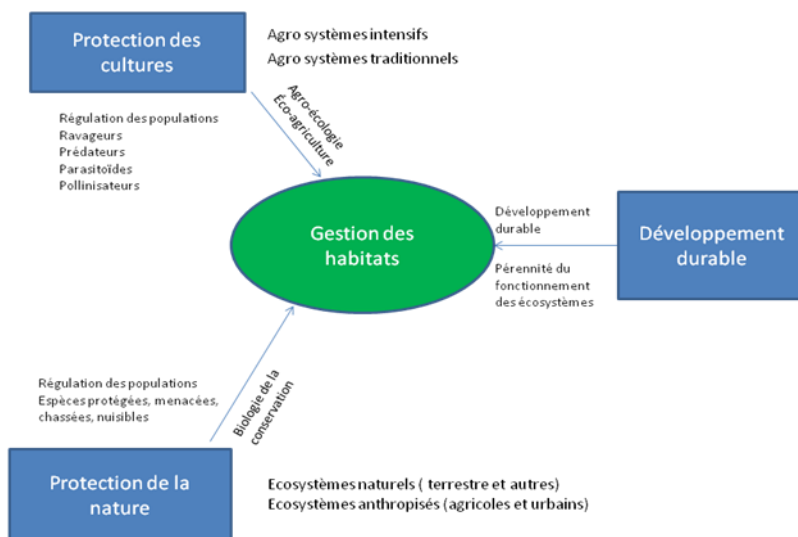 Protection des
cultures
Agro systèmes intensifs
Agro systèmes traditionnels
Régulation des populations
Ravageurs
Prédateurs
Parasitoïdes
Pollinisateurs
Agro-écologie
Éco-agriculture
Gestion des
habitats
Développement
durable
Pérennité du
fonctionnement
des écosystèmes
Développement
durable
Régulation des populations
Espèces protégées, menacées,
chassées, nuisibles
Biologie de la
conservation
Protection de la
nature
Ecosystèmes naturels ( terrestre et autres)
Ecosystèmes anthropisés (agricoles et urbains)